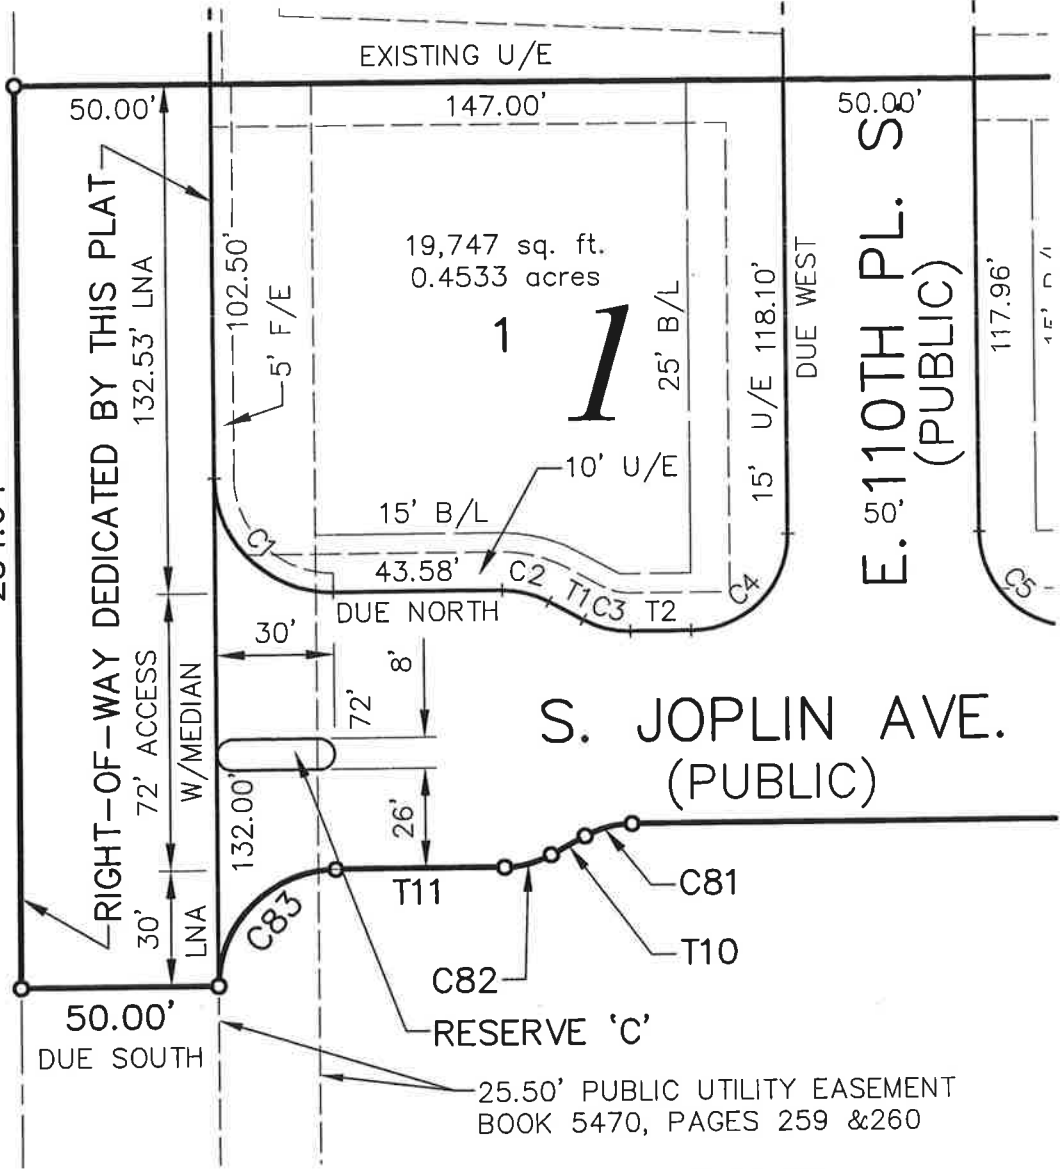 EXISTING U/E
50.00'
147.00'
50.00'
RIGHT-OF-WAY DEDICATED BY THIS PLAT
132.53' LNA
102.50'
5' F/E
19,747 sq. ft.
0.4533 acres
1
1
25' B/L
15' U/E 118.10'
DUE WEST
E. 110TH PL. S.
(PUBLIC)
50'
117.96'
10' U/E
15' B/L
C1
43.58'
C2
T1
C3
T2
C4
C5
DUE NORTH
30'
8'
72'
72' ACCESS
W/MEDIAN
S. JOPLIN AVE.
(PUBLIC)
132.00'
26'
T11
C81
C83
30'
LNA
T10
C82
50.00'
DUE SOUTH
RESERVE 'C'
25.50' PUBLIC UTILITY EASEMENT
BOOK 5470, PAGES 259 &260